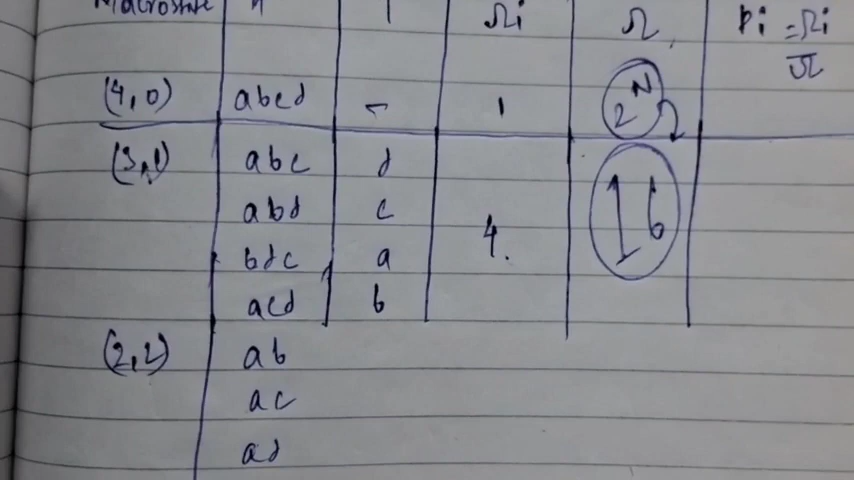 Macrostate Ωi Ω Pi = Ωi/Ω
(4,0) abcd - 1 2^N
(3,1) abc d 16
abd c 4.
bdc a
acd b
(2,2) ab
ac
ad